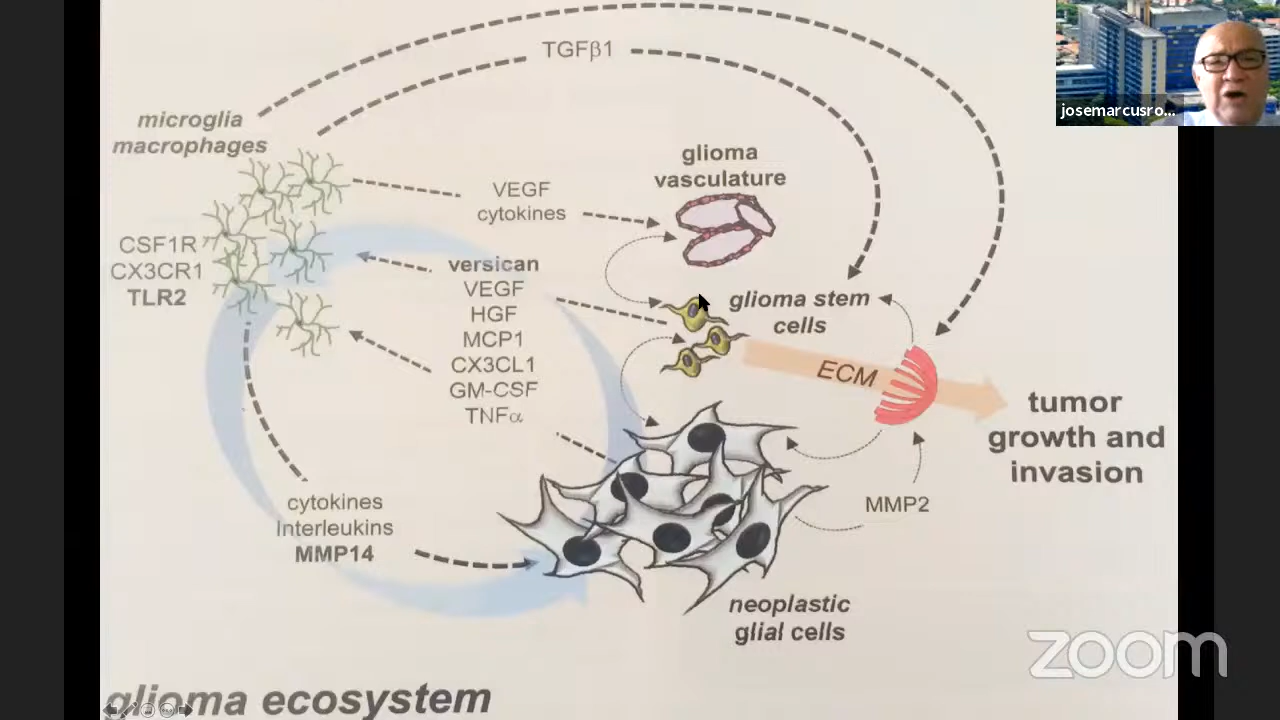 josemarcusro...
TGFβ1
microglia
macrophages
glioma
vasculature
VEGF
cytokines
CSF1R
CX3CR1
TLR2
versican
VEGF
HGF
MCP1
CX3CL1
GM-CSF
TNFα
glioma stem
cells
ECM
tumor
growth and
invasion
cytokines
Interleukins
MMP14
MMP2
neoplastic
glial cells
zoom
glioma ecosystem